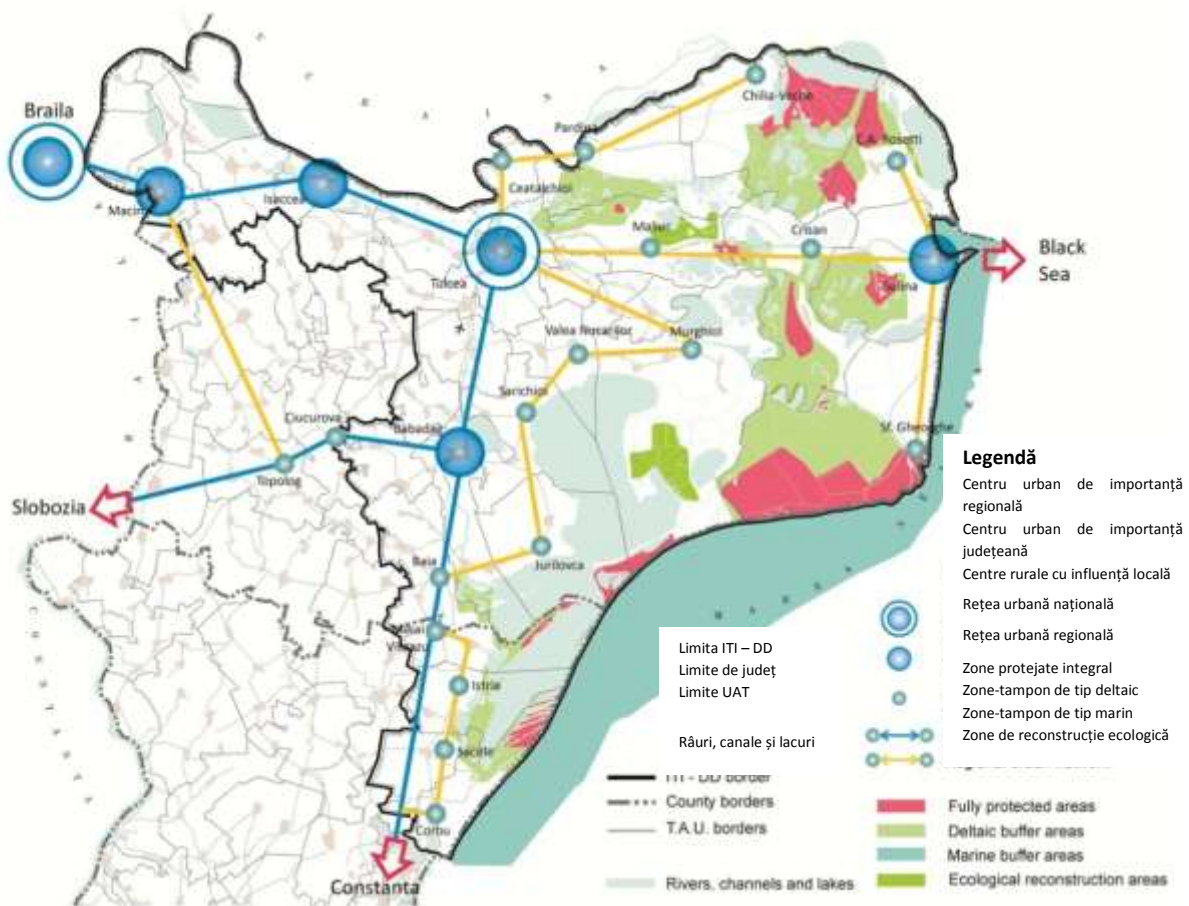 Braila
Chilia-Veche
Pardina
C.A. Rosetti
Ceatalchioi
Macin
Isaccea
Maliuc
Crisan
Black
Sea
Tulcea
Sulina
Murghiol
Sarichioi
Ciucurova
Babadag
Sf. Gheorghe
Topolog
Slobozia
Jurilovca
Baia
Mihai
Istria
Sacele
Corbu
Constanta
Legendă
Centru urban de importanță
regională
Centru urban de importanță
județeană
Centre rurale cu influență locală
Rețea urbană națională
Rețea urbană regională
Zone protejate integral
Zone-tampon de tip deltaic
Zone-tampon de tip marin
Zone de reconstrucție ecologică
Limita ITI – DD
Limite de județ
Limite UAT
Râuri, canale și lacuri
ITI - DD border
County borders
T.A.U. borders
Rivers, channels and lakes
Fully protected areas
Deltaic buffer areas
Marine buffer areas
Ecological reconstruction areas